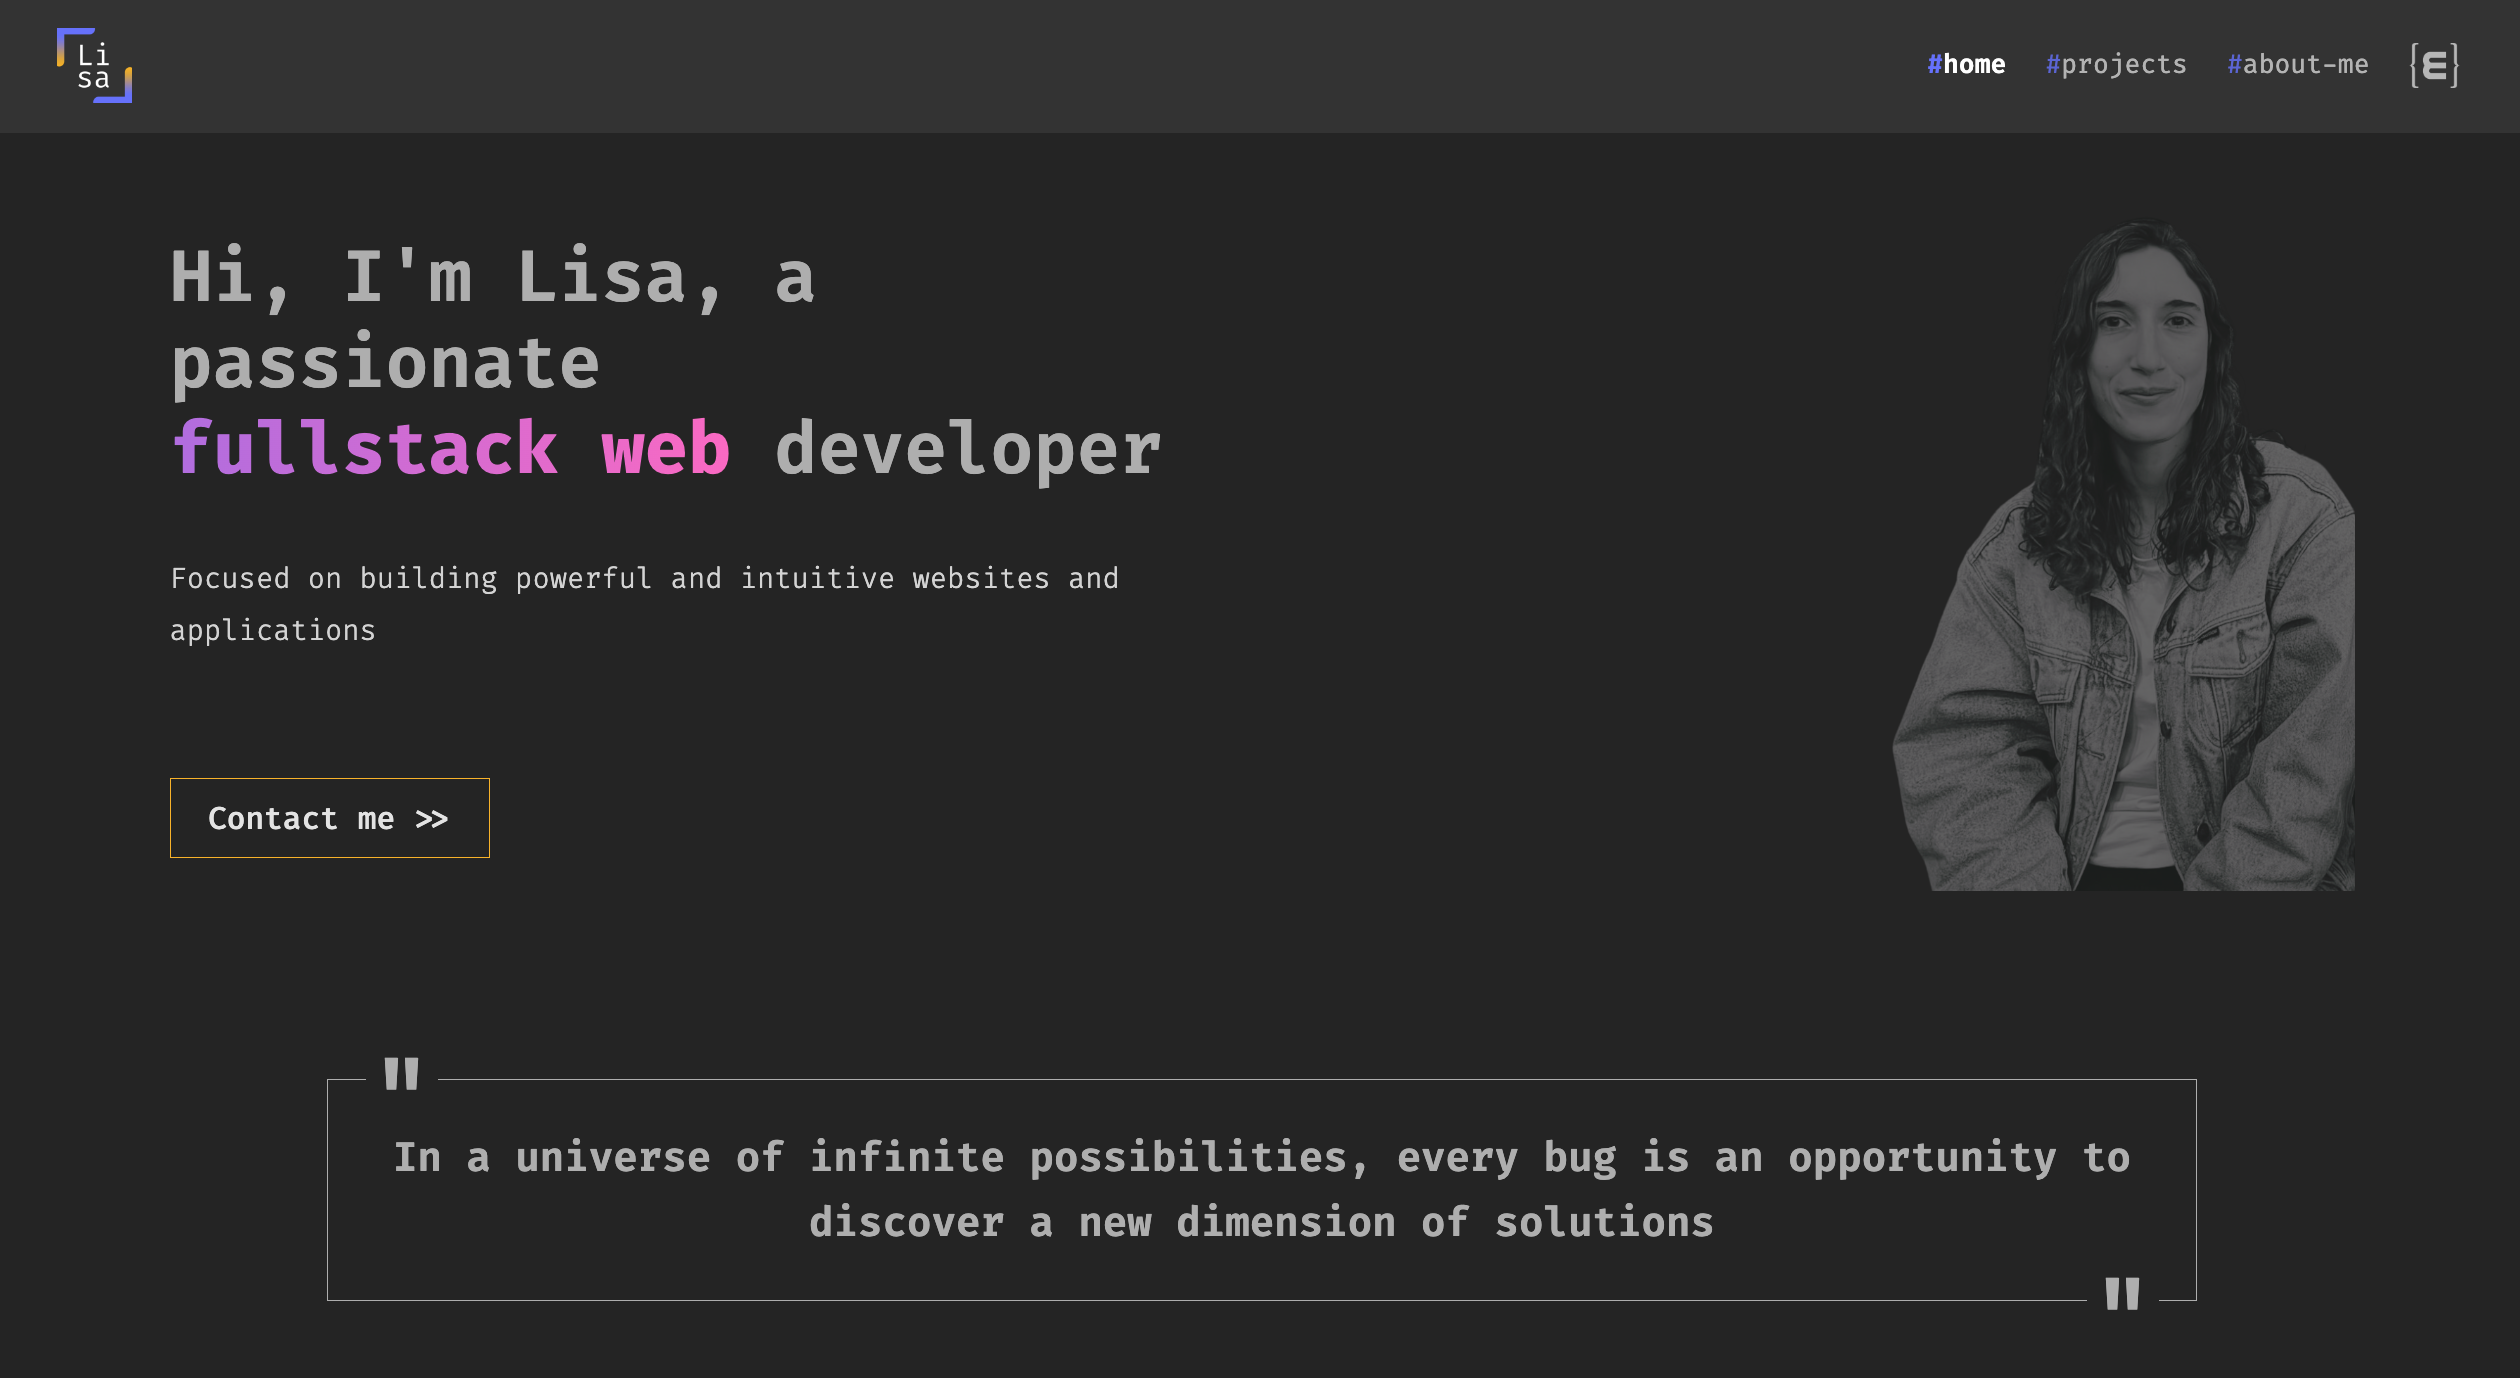 Li
sa
#home #projects #about-me {m}
Hi, I'm Lisa, a
passionate
fullstack web developer
Focused on building powerful and intuitive websites and
applications
Contact me >>
"
In a universe of infinite possibilities, every bug is an opportunity to
discover a new dimension of solutions
"